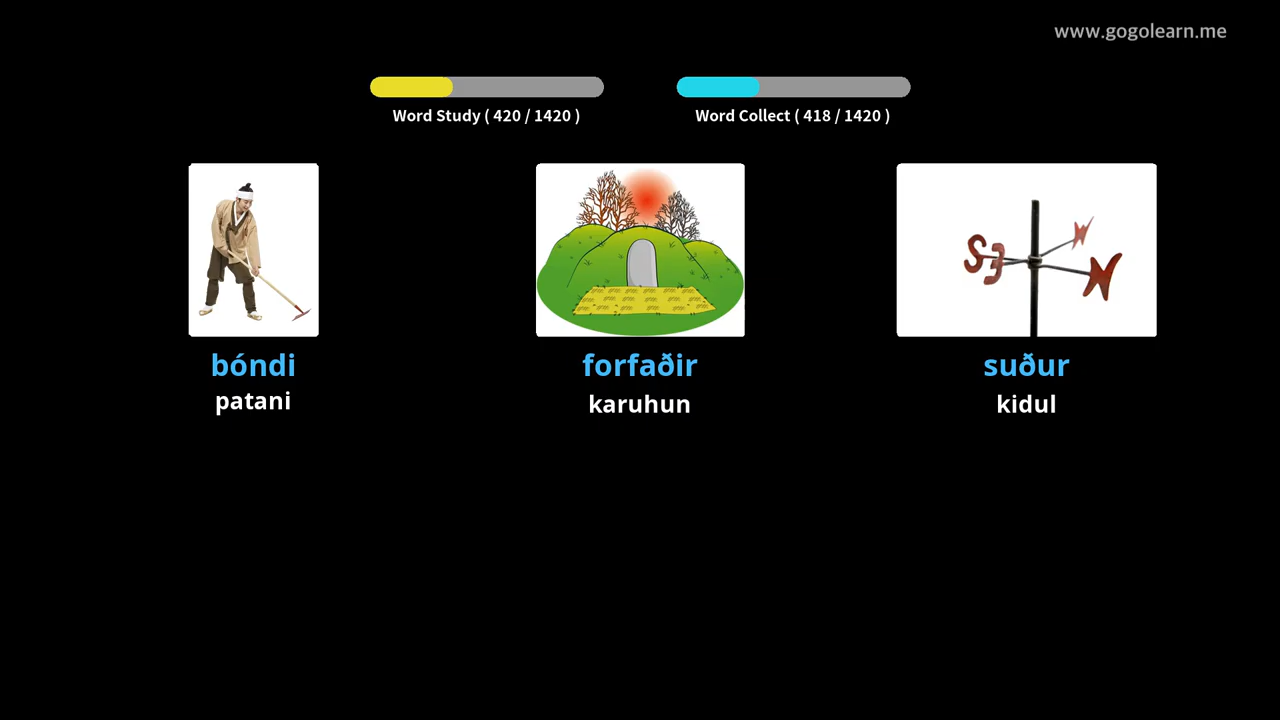 www.gogolearn.me
Word Study ( 420 / 1420 )
Word Collect ( 418 / 1420 )
S
E
N
W
bóndi
forfaðir
suður
patani
karuhun
kidul